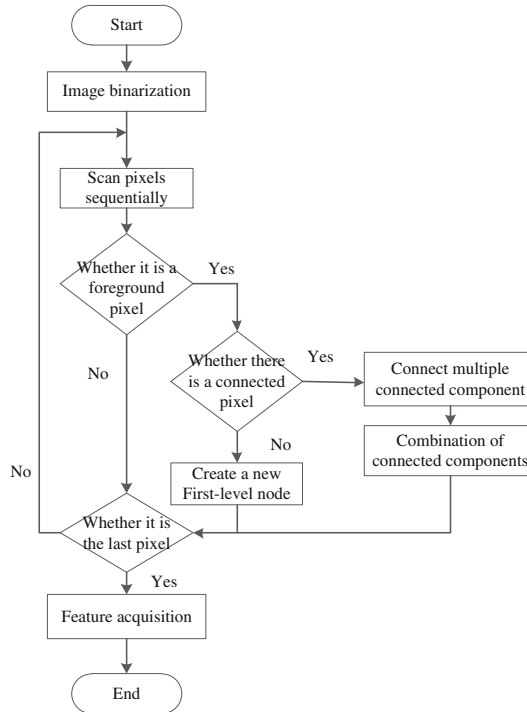 Start
Image binarization
Scan pixels
sequentially
Whether it is a
foreground
pixel
Yes
No
Whether there
is a connected
pixel
Yes
Connect multiple
connected component
Combination of
connected components
No
Create a new
First-level node
No
Whether it is
the last pixel
Yes
Feature acquisition
End